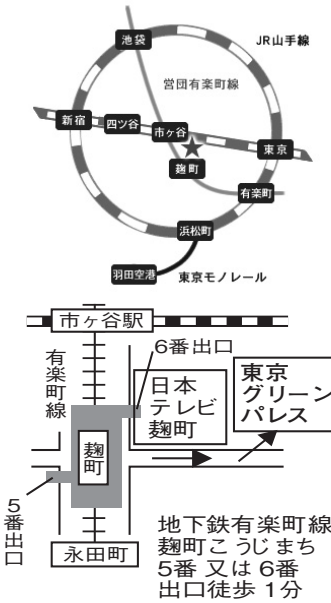 池袋
JR山手線
営団有楽町線
新宿
四ツ谷
市ヶ谷
東京
麹町
有楽町
浜松町
羽田空港
東京モノレール
市ヶ谷駅
6番出口
有楽町線
日本
テレビ
麹町
東京
グリーン
パレス
麹町
5番出口
永田町
地下鉄有楽町線
麹町こうじまち
5番 又は 6番
出口徒歩 1分